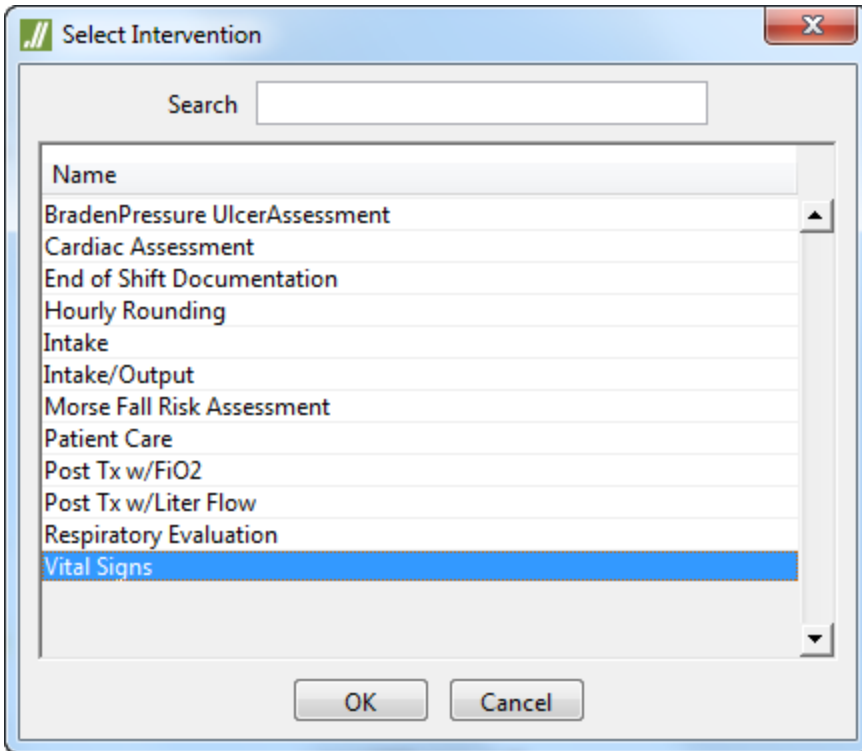 Select Intervention
Search
Name
BradenPressure UlcerAssessment
Cardiac Assessment
End of Shift Documentation
Hourly Rounding
Intake
Intake/Output
Morse Fall Risk Assessment
Patient Care
Post Tx w/FiO2
Post Tx w/Liter Flow
Respiratory Evaluation
Vital Signs
OK Cancel